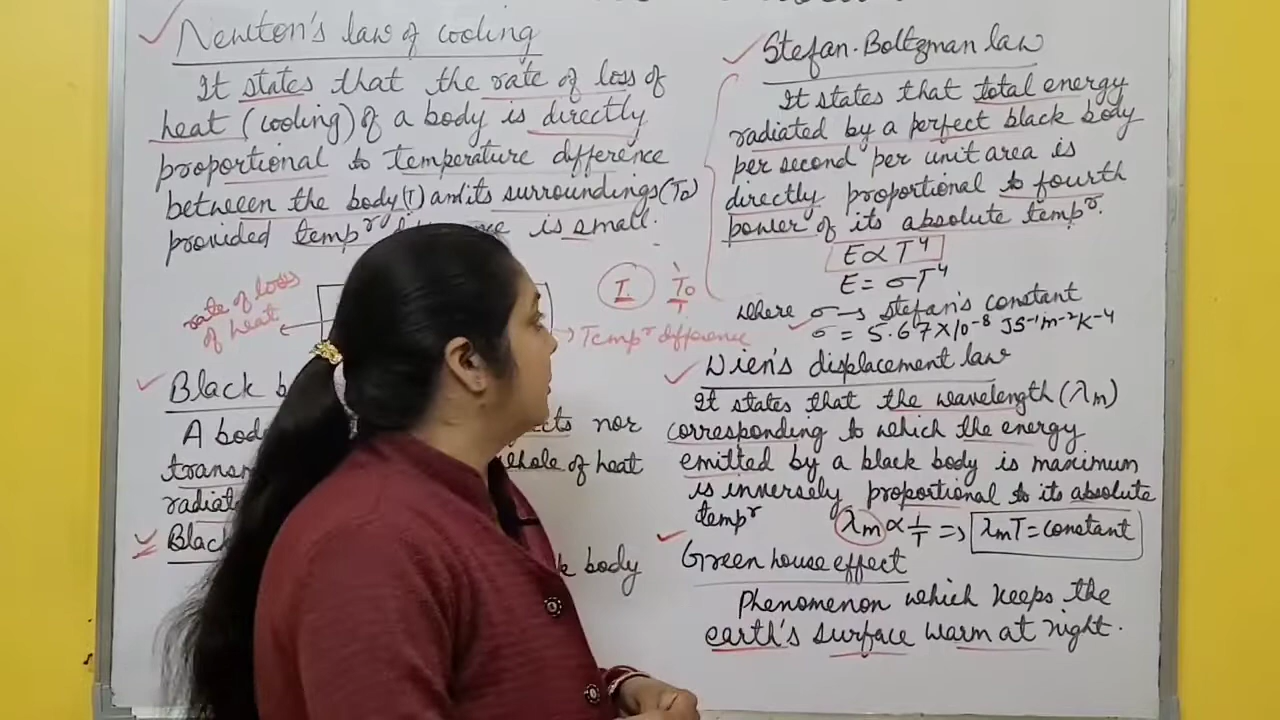 Newton's law of cooling
It states that the rate of loss of
heat (cooling) of a body is directly
proportional to temperature difference
between the body (T) and its surroundings (To)
provided temp^r is small.
rate of loss
of heat
I
To
T
Temp^r difference
Black
A bod
nor
transm whole of heat
radiat
Black
body
Stefan-Boltzman law
It states that total energy
radiated by a perfect black body
per second per unit area is
directly proportional to fourth
power of its absolute temp^r.
E ∝ T^4
E = σT^4
where σ → stefan's constant
σ = 5.67×10^-8 JS^-1 m^-2 K^-4
Wien's displacement law
It states that the wavelength (λm)
corresponding to which the energy
emitted by a black body is maximum
is inversely proportional to its absolute
temp^r
λm ∝ 1/T => λmT = constant
Green house effect
Phenomenon which keeps the
earth's surface warm at night.